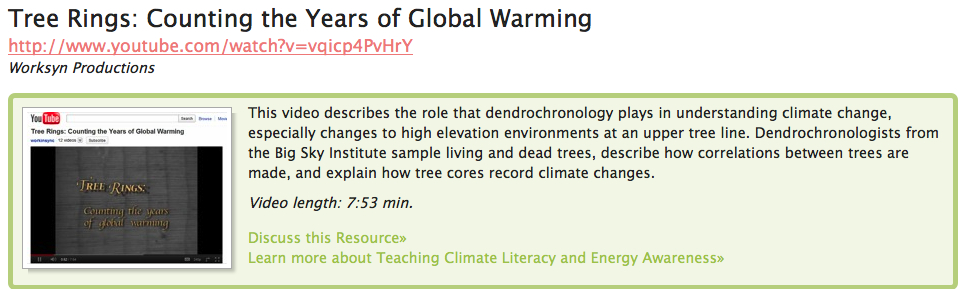 Tree Rings: Counting the Years of Global Warming
http://www.youtube.com/watch?v=vqicp4PvHrY
Worksyn Productions
YouTube
Search Browse
Tree Rings: Counting the Years of Global Warming
12 videos Subscribe
TREE RINGS:
Counting the years
of global warming
This video describes the role that dendrochronology plays in understanding climate change,
especially changes to high elevation environments at an upper tree line. Dendrochronologists from
the Big Sky Institute sample living and dead trees, describe how correlations between trees are
made, and explain how tree cores record climate changes.
Video length: 7:53 min.
Discuss this Resource»
Learn more about Teaching Climate Literacy and Energy Awareness»